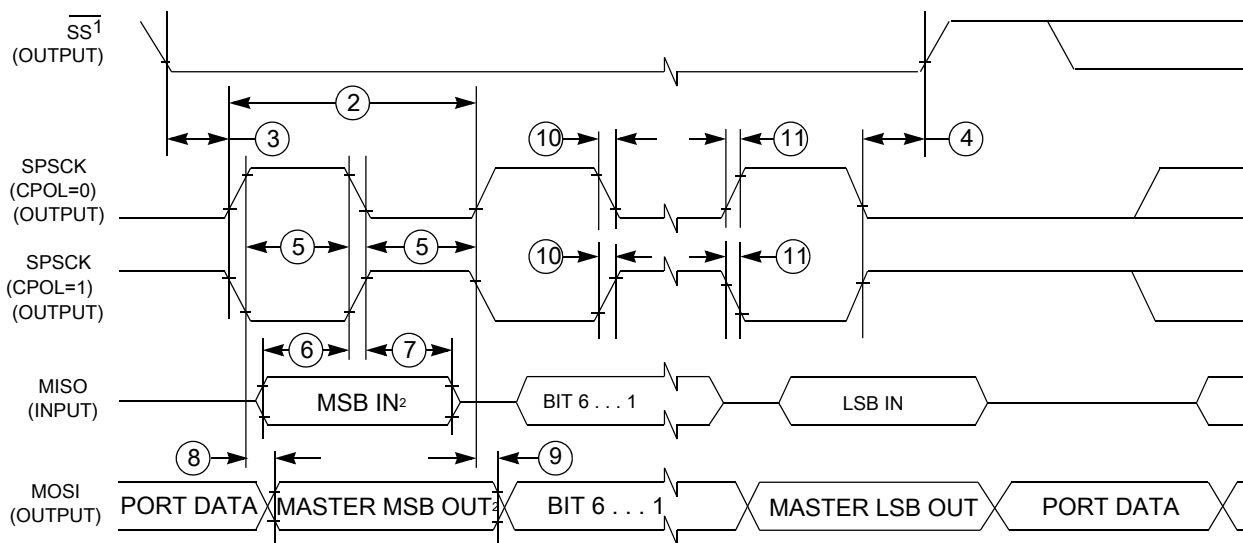 SS1
(OUTPUT)
2
3
10
11
4
SPSCK
(CPOL=0)
(OUTPUT)
5
5
SPSCK
(CPOL=1)
(OUTPUT)
10
11
6
7
MISO
(INPUT)
MSB IN2
BIT 6 . . . 1
LSB IN
8
9
MOSI
(OUTPUT)
PORT DATA
MASTER MSB OUT2
BIT 6 . . . 1
MASTER LSB OUT
PORT DATA